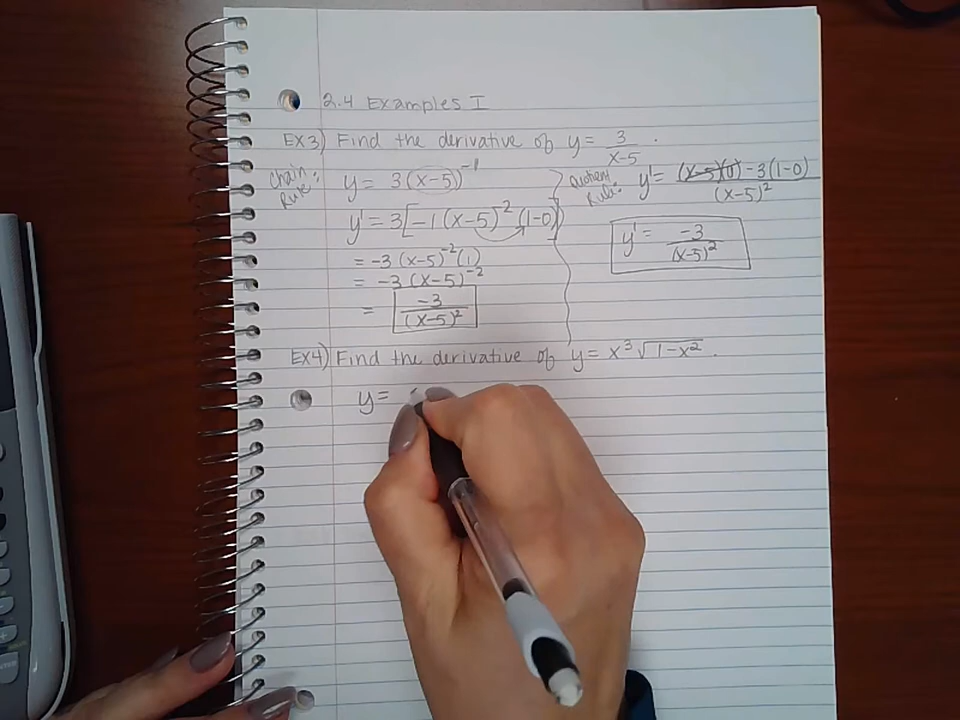 2.4 Examples I
EX3) Find the derivative of y = 3/(x-5) .
Chain Rule:
y = 3(x-5)^-1
y' = 3[-1(x-5)^-2 (1-0)]
= -3(x-5)^-2(1)
= -3(x-5)^-2
= -3/(x-5)^2
Quotient Rule:
y' = ((x-5)(0) - 3(1-0))/(x-5)^2
y' = -3/(x-5)^2
EX4) Find the derivative of y = x^3 √(1-x^2) .
y =